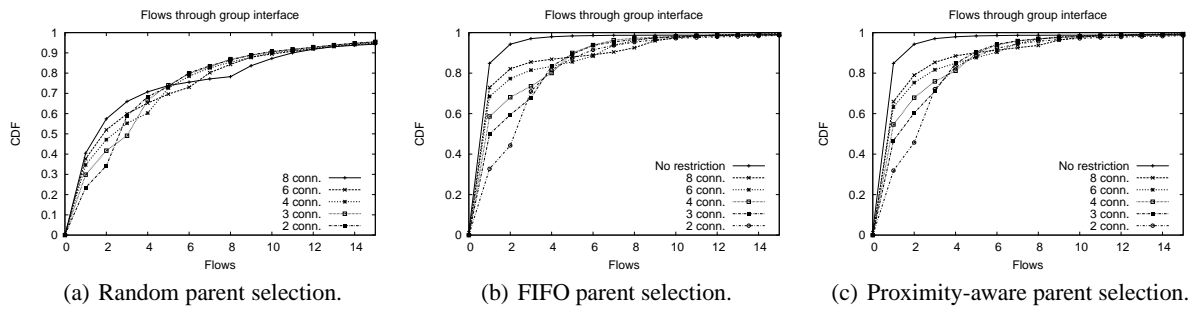 Flows through group interface
CDF
1
0.9
0.8
0.7
0.6
0.5
0.4
0.3
0.2
0.1
0
0 2 4 6 8 10 12 14
Flows
8 conn.
6 conn.
4 conn.
3 conn.
2 conn.
(a) Random parent selection.
Flows through group interface
CDF
1
0.8
0.6
0.4
0.2
0
0 2 4 6 8 10 12 14
Flows
No restriction
8 conn.
6 conn.
4 conn.
3 conn.
2 conn.
(b) FIFO parent selection.
Flows through group interface
CDF
1
0.8
0.6
0.4
0.2
0
0 2 4 6 8 10 12 14
Flows
No restriction
8 conn.
6 conn.
4 conn.
3 conn.
2 conn.
(c) Proximity-aware parent selection.